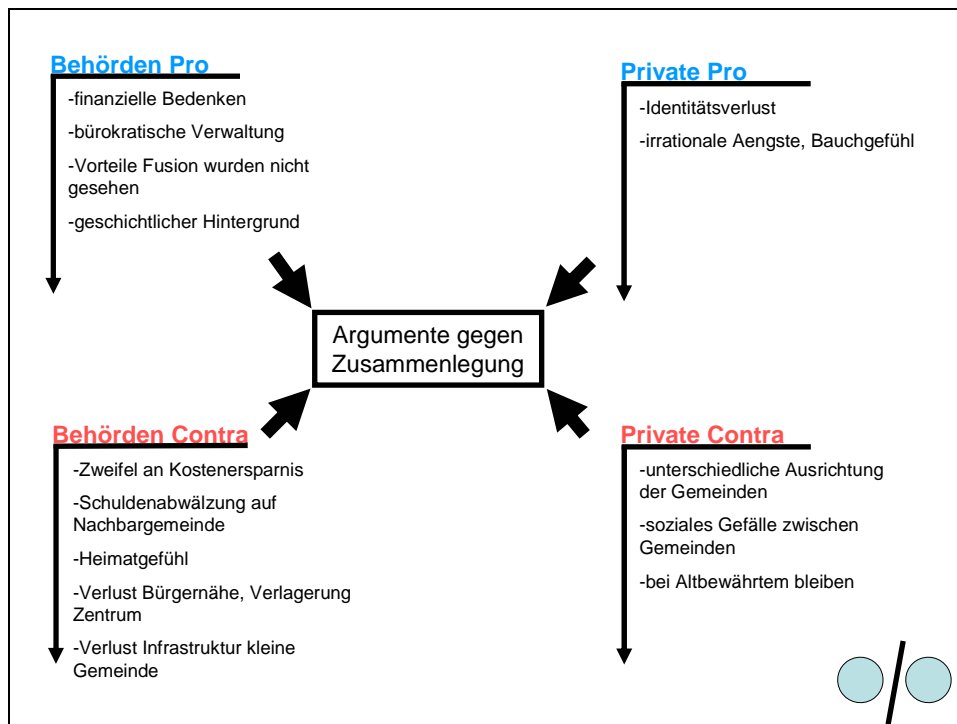 Behörden Pro
-finanzielle Bedenken
-bürokratische Verwaltung
-Vorteile Fusion wurden nicht
gesehen
-geschichtlicher Hintergrund
Private Pro
-Identitätsverlust
-irrationale Aengste, Bauchgefühl
Argumente gegen
Zusammenlegung
Behörden Contra
-Zweifel an Kostenersparnis
-Schuldenabwälzung auf
Nachbargemeinde
-Heimatgefühl
-Verlust Bürgernähe, Verlagerung
Zentrum
-Verlust Infrastruktur kleine
Gemeinde
Private Contra
-unterschiedliche Ausrichtung
der Gemeinden
-soziales Gefälle zwischen
Gemeinden
-bei Altbewährtem bleiben